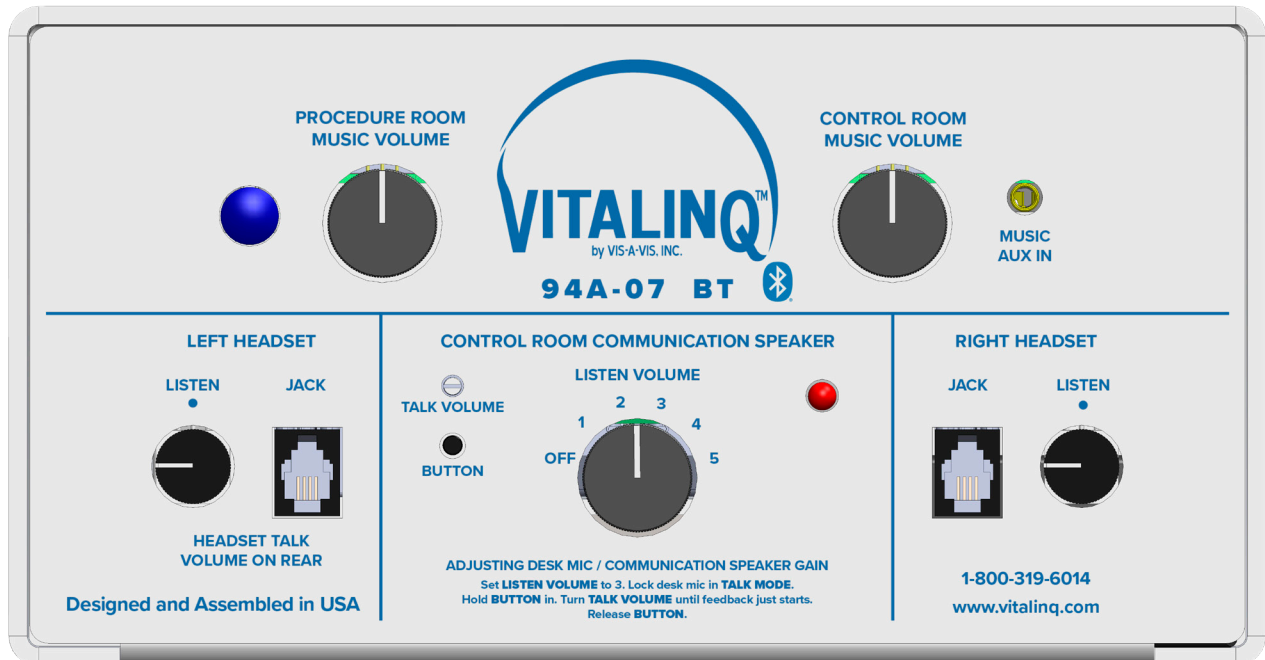 PROCEDURE ROOM
MUSIC VOLUME
CONTROL ROOM
MUSIC VOLUME
VITALINQ™
by VIS-A-VIS, INC.
94A-07 BT
MUSIC
AUX IN
LEFT HEADSET
LISTEN
JACK
HEADSET TALK
VOLUME ON REAR
Designed and Assembled in USA
CONTROL ROOM COMMUNICATION SPEAKER
LISTEN VOLUME
TALK VOLUME
BUTTON
OFF 1 2 3 4 5
ADJUSTING DESK MIC / COMMUNICATION SPEAKER GAIN
Set LISTEN VOLUME to 3. Lock desk mic in TALK MODE.
Hold BUTTON in. Turn TALK VOLUME until feedback just starts.
Release BUTTON.
RIGHT HEADSET
JACK
LISTEN
1-800-319-6014
www.vitalinq.com